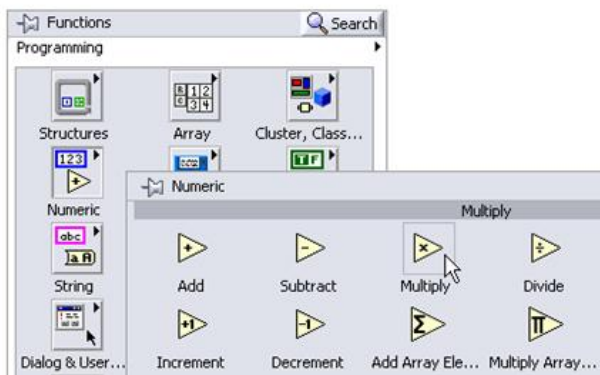 Functions
Search
Programming
Structures
Array
Cluster, Class...
Numeric
String
Dialog & User...
Numeric
Multiply
Add
Subtract
Multiply
Divide
Increment
Decrement
Add Array Ele...
Multiply Array...